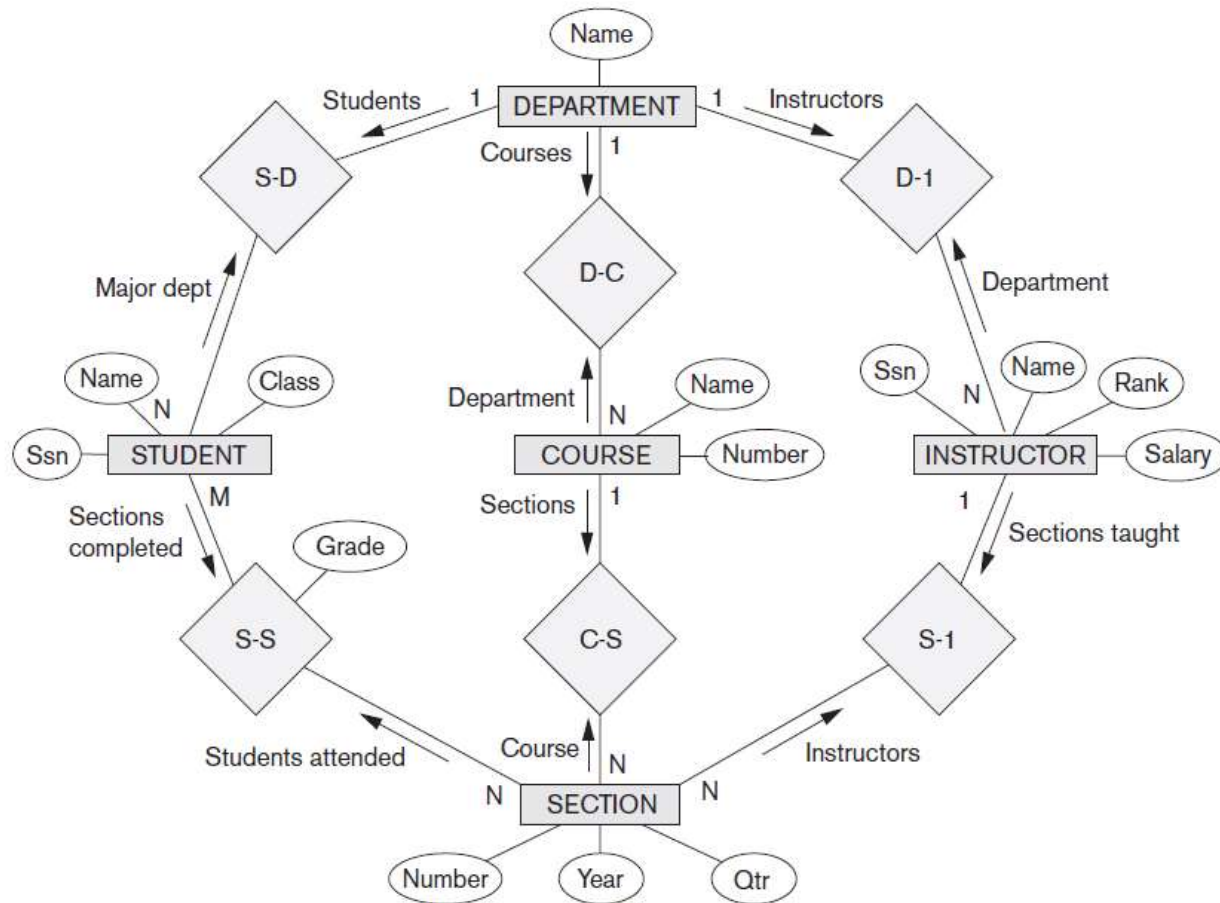 Name
Students
1
DEPARTMENT
1
Instructors
Courses
1
S-D
D-1
D-C
Major dept
Department
Name
Class
N
Department
N
Name
Ssn
Name
Rank
N
Ssn
STUDENT
COURSE
Number
INSTRUCTOR
Salary
M
Sections
completed
Sections
1
1
Sections taught
Grade
S-S
C-S
S-1
Students attended
Course
N
Instructors
N
SECTION
N
Number
Year
Qtr